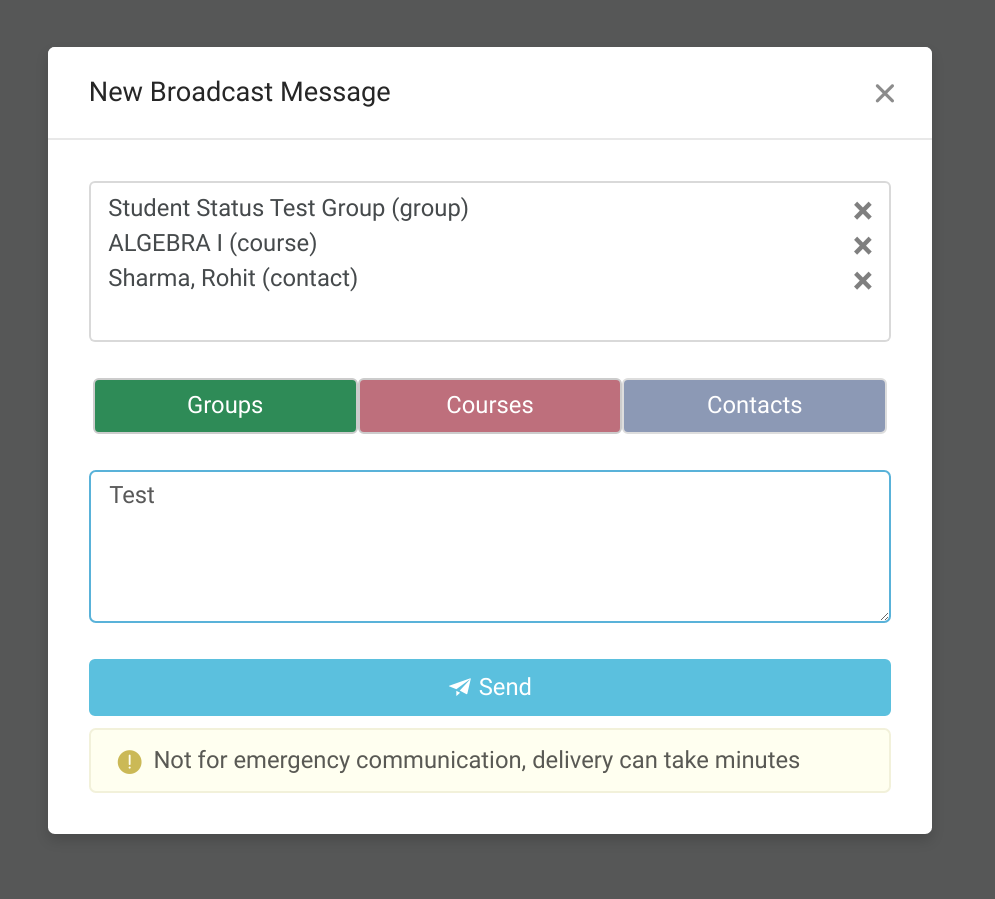 New Broadcast Message
Student Status Test Group (group)
ALGEBRA I (course)
Sharma, Rohit (contact)
Groups Courses Contacts
Test
Send
Not for emergency communication, delivery can take minutes